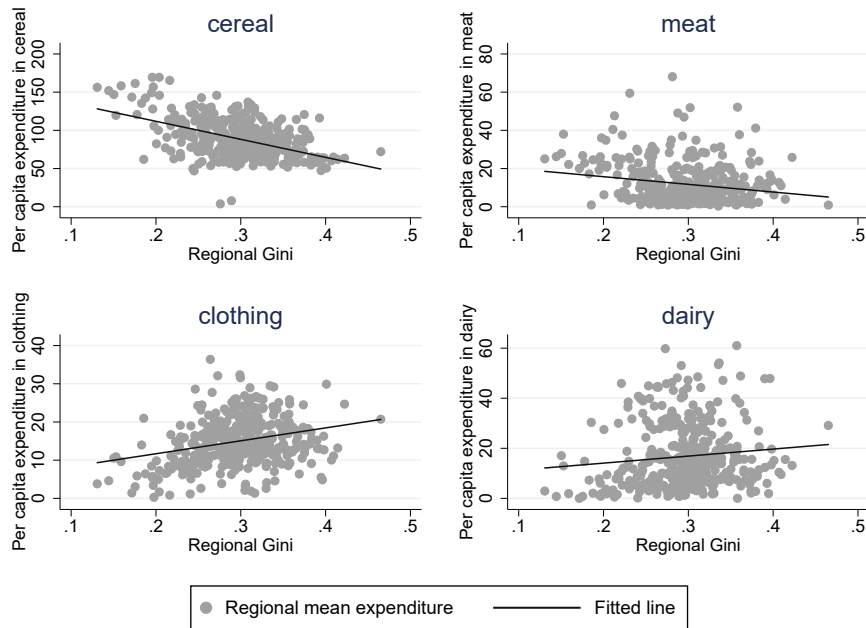 cereal
Per capita expenditure in cereal
0 50 100 150 200
.1 .2 .3 .4 .5
Regional Gini
meat
Per capita expenditure in meat
0 20 40 60 80
.1 .2 .3 .4 .5
Regional Gini
clothing
Per capita expenditure in clothing
0 10 20 30 40
.1 .2 .3 .4 .5
Regional Gini
dairy
Per capita expenditure in dairy
0 20 40 60
.1 .2 .3 .4 .5
Regional Gini
Regional mean expenditure Fitted line